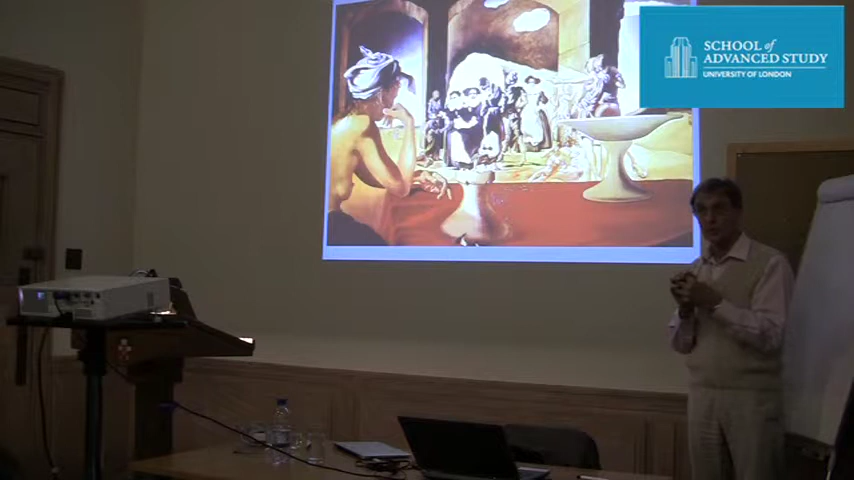 SCHOOL of
ADVANCED STUDY
UNIVERSITY OF LONDON